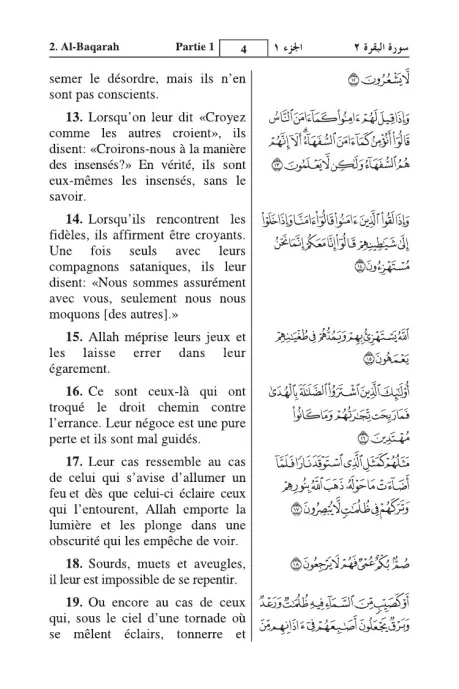 2. Al-Baqarah Partie 1 4 الجزء ١ سورة البقرة ٢
semer le désordre, mais ils n'en
sont pas conscients.
13. Lorsqu'on leur dit «Croyez
comme les autres croient», ils
disent: «Croirons-nous à la manière
des insensés?» En vérité, ils sont
eux-mêmes les insensés, sans le
savoir.
14. Lorsqu'ils rencontrent les
fidèles, ils affirment être croyants.
Une fois seuls avec leurs
compagnons sataniques, ils leur
disent: «Nous sommes assurément
avec vous, seulement nous nous
moquons [des autres].»
15. Allah méprise leurs jeux et
les laisse errer dans leur
égarement.
16. Ce sont ceux-là qui ont
troqué le droit chemin contre
l'errance. Leur négoce est une pure
perte et ils sont mal guidés.
17. Leur cas ressemble au cas
de celui qui s'avise d'allumer un
feu et dès que celui-ci éclaire ceux
qui l'entourent, Allah emporte la
lumière et les plonge dans une
obscurité qui les empêche de voir.
18. Sourds, muets et aveugles,
il leur est impossible de se repentir.
19. Ou encore au cas de ceux
qui, sous le ciel d'une tornade où
se mêlent éclairs, tonnerre et
لَّا يَشْعُرُونَ ١٢
وَإِذَا قِيلَ لَهُمْ ءَامِنُوا۟ كَمَآ ءَامَنَ ٱلنَّاسُ
قَالُوٓا۟ أَنُؤْمِنُ كَمَآ ءَامَنَ ٱلسُّفَهَآءُ ۗ أَلَآ إِنَّهُمْ
هُمُ ٱلسُّفَهَآءُ وَلَٰكِن لَّا يَعْلَمُونَ ١٣
وَإِذَا لَقُوا۟ ٱلَّذِينَ ءَامَنُوا۟ قَالُوٓا۟ ءَامَنَّا وَإِذَا خَلَوْا۟
إِلَىٰ شَيَٰطِينِهِمْ قَالُوٓا۟ إِنَّا مَعَكُمْ إِنَّمَا نَحْنُ
مُسْتَهْزِءُونَ ١٤
ٱللَّهُ يَسْتَهْزِئُ بِهِمْ وَيَمُدُّهُمْ فِى طُغْيَٰنِهِمْ
يَعْمَهُونَ ١٥
أُو۟لَٰٓئِكَ ٱلَّذِينَ ٱشْتَرَوُا۟ ٱلضَّلَٰلَةَ بِٱلْهُدَىٰ
فَمَا رَبِحَت تِّجَٰرَتُهُمْ وَمَا كَانُوا۟
مُهْتَدِينَ ١٦
مَثَلُهُمْ كَمَثَلِ ٱلَّذِى ٱسْتَوْقَدَ نَارًا فَلَمَّآ
أَضَآءَتْ مَا حَوْلَهُۥ ذَهَبَ ٱللَّهُ بِنُورِهِمْ
وَتَرَكَهُمْ فِى ظُلُمَٰتٍ لَّا يُبْصِرُونَ ١٧
صُمٌّۢ بُكْمٌ عُمْىٌ فَهُمْ لَا يَرْجِعُونَ ١٨
أَوْ كَصَيِّبٍ مِّنَ ٱلسَّمَآءِ فِيهِ ظُلُمَٰتٌ وَرَعْدٌ
وَبَرْقٌ يَجْعَلُونَ أَصَٰبِعَهُمْ فِىٓ ءَاذَانِهِم مِّنَ